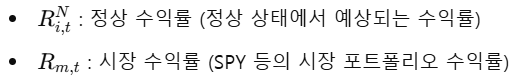 • $R_{i,t}^{N}$ : 정상 수익률 (정상 상태에서 예상되는 수익률)
• $R_{m,t}$ : 시장 수익률 (SPY 등의 시장 포트폴리오 수익률)